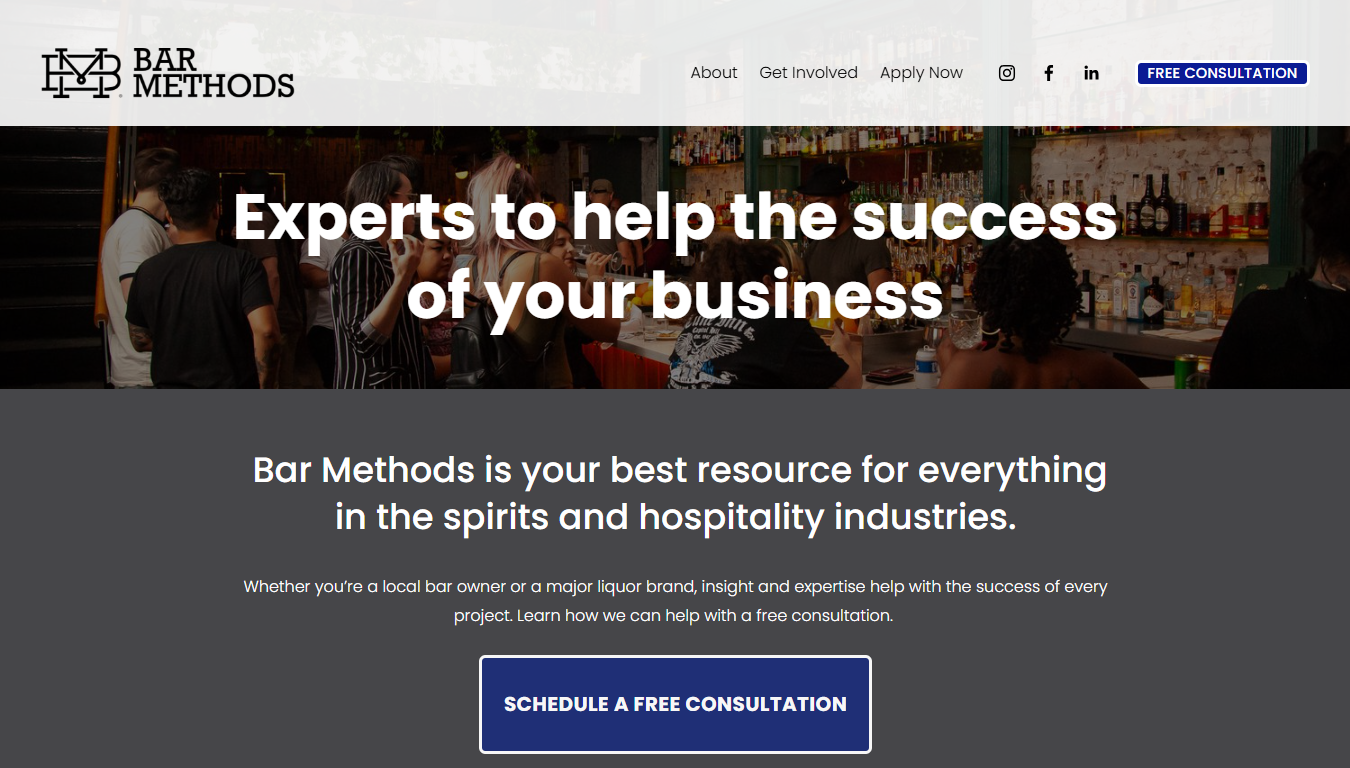 BAR
METHODS
About Get Involved Apply Now FREE CONSULTATION
Experts to help the success
of your business
Bar Methods is your best resource for everything
in the spirits and hospitality industries.
Whether you’re a local bar owner or a major liquor brand, insight and expertise help with the success of every
project. Learn how we can help with a free consultation.
SCHEDULE A FREE CONSULTATION